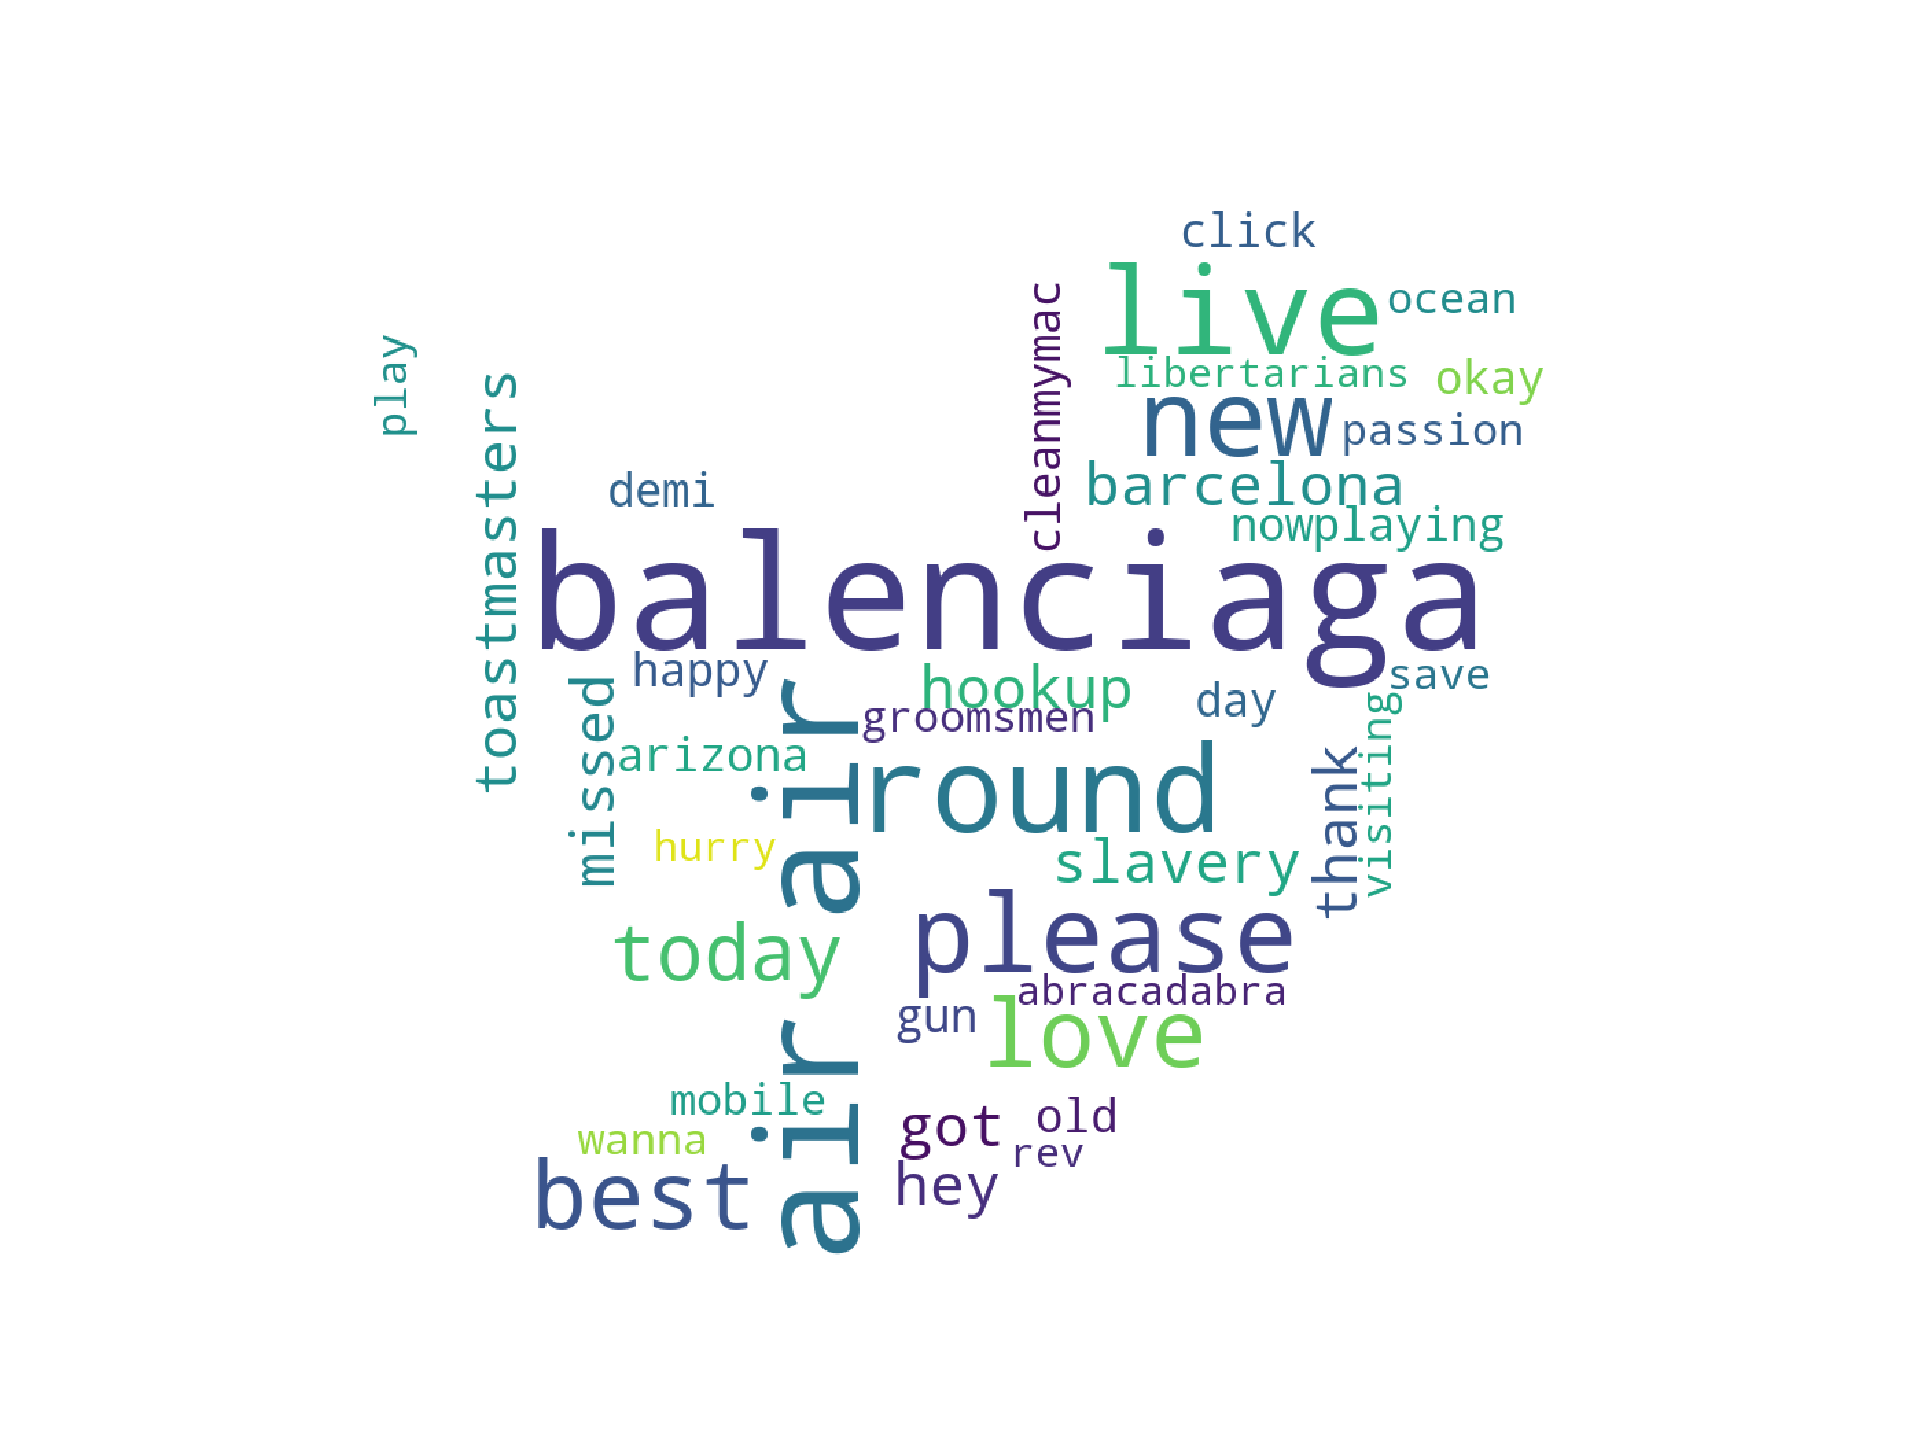 click
live
ocean
cleanmymac
play
libertarians
okay
new
passion
toastmasters
barcelona
demi
nowplaying
balenciaga
happy
hookup
save
missed
day
groomsmen
visiting
arizona
air air
round
thank
hurry
slavery
today
please
abracadabra
gun
love
mobile
got
old
wanna
rev
best
hey